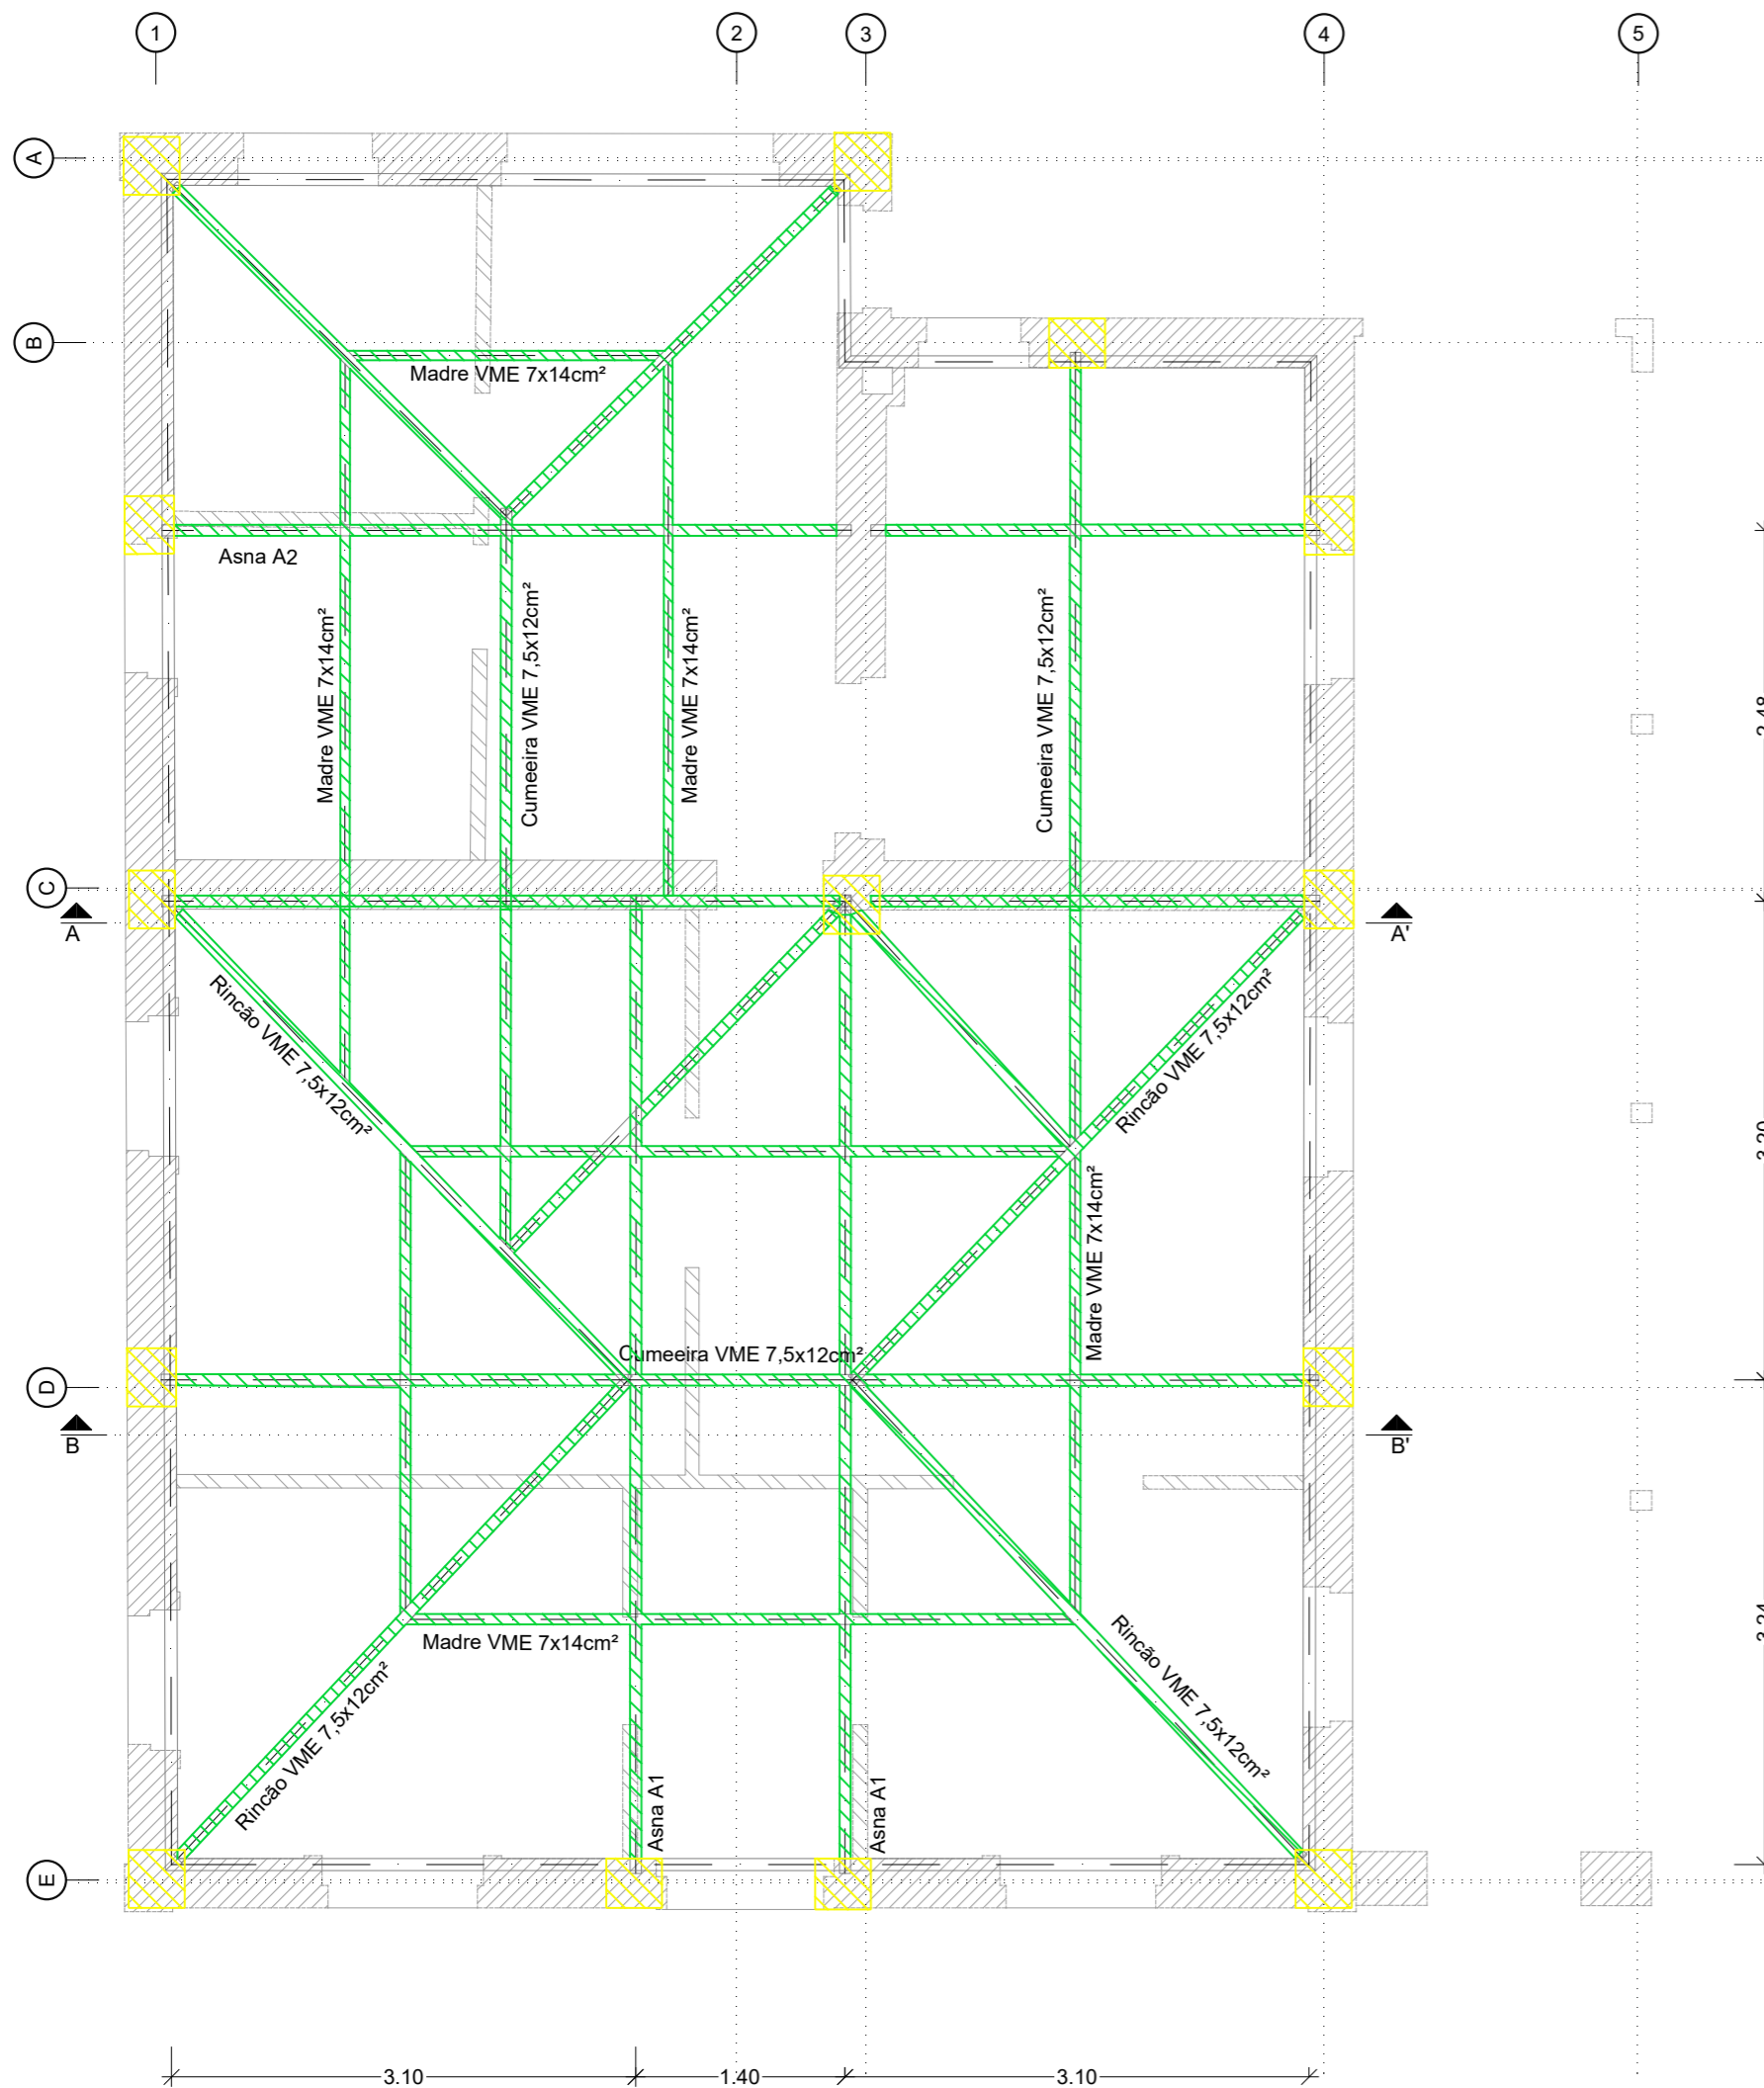 1
2
3
4
5
A
B
Madre VME 7x14cm²
Asna A2
Madre VME 7x14cm²
Cumeeira VME 7,5x12cm²
Madre VME 7x14cm²
Cumeeira VME 7,5x12cm²
C
A
A'
Rincão VME 7,5x12cm²
Rincão VME 7,5x12cm²
Madre VME 7x14cm²
Cumeeira VME 7,5x12cm²
D
B
B'
Madre VME 7x14cm²
Rincão VME 7,5x12cm²
Rincão VME 7,5x12cm²
Asna A1
Asna A1
E
3.10
1.40
3.10